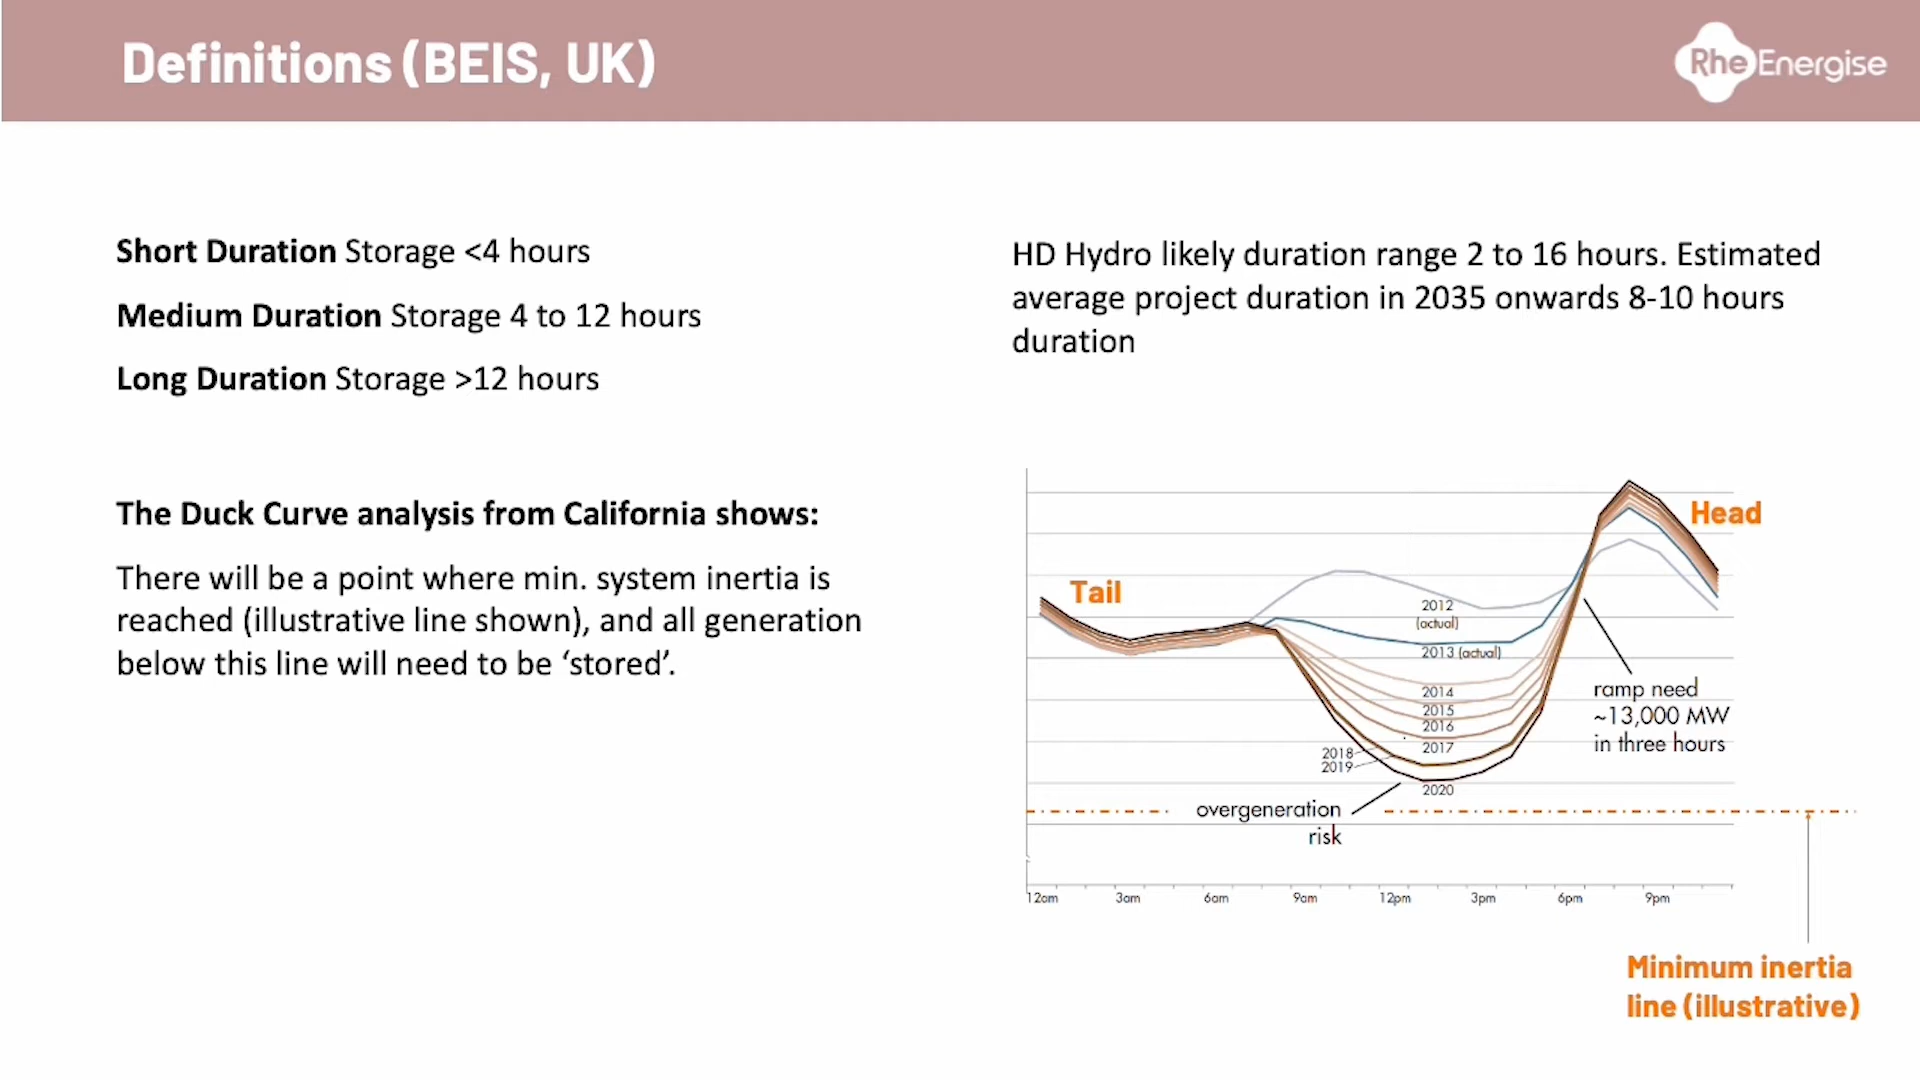 Definitions (BEIS, UK)
RheEnergise
Short Duration Storage <4 hours
Medium Duration Storage 4 to 12 hours
Long Duration Storage >12 hours
The Duck Curve analysis from California shows:
There will be a point where min. system inertia is
reached (illustrative line shown), and all generation
below this line will need to be ‘stored’.
HD Hydro likely duration range 2 to 16 hours. Estimated
average project duration in 2035 onwards 8-10 hours
duration
Head
Tail
2012
(actual)
2013 (actual)
2014
2015
2016
2017
2018
2019
2020
ramp need
~13,000 MW
in three hours
overgeneration
risk
12am 3am 6am 9am 12pm 3pm 6pm 9pm
Minimum inertia
line (illustrative)